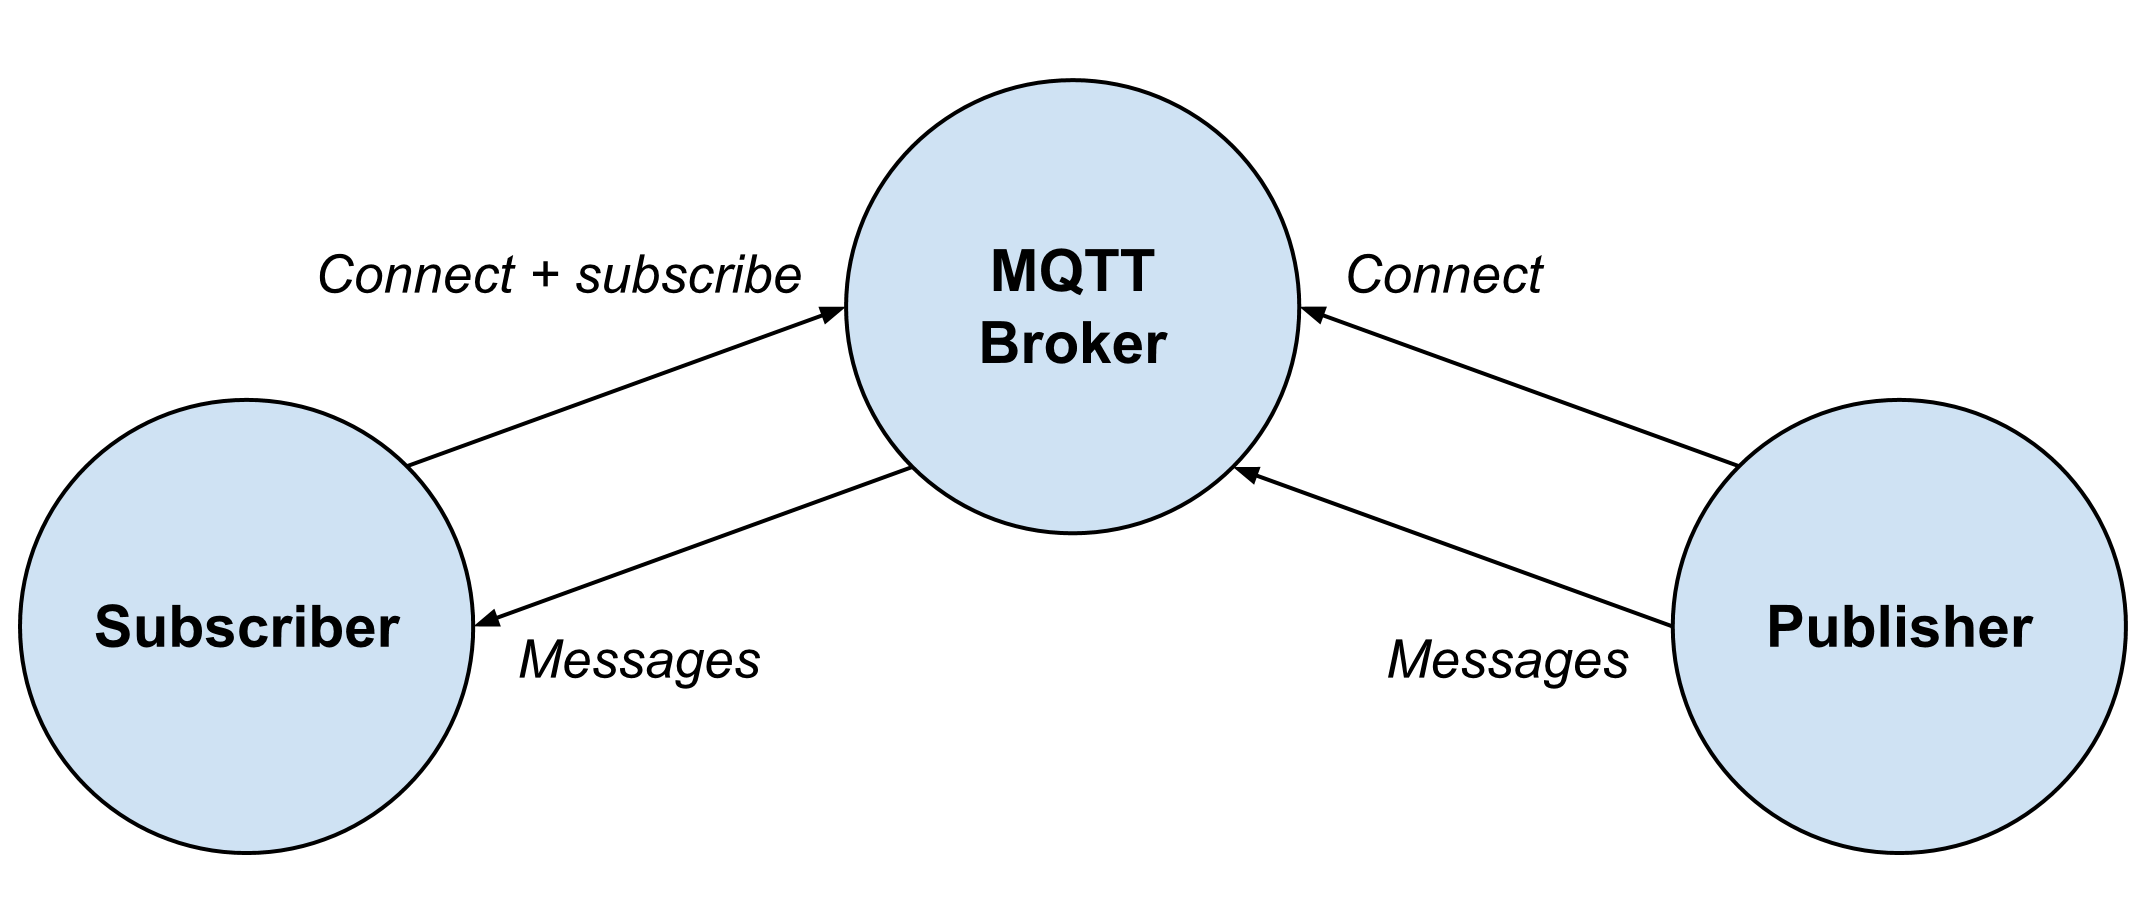 MQTT
Broker
Connect + subscribe
Connect
Subscriber
Publisher
Messages
Messages